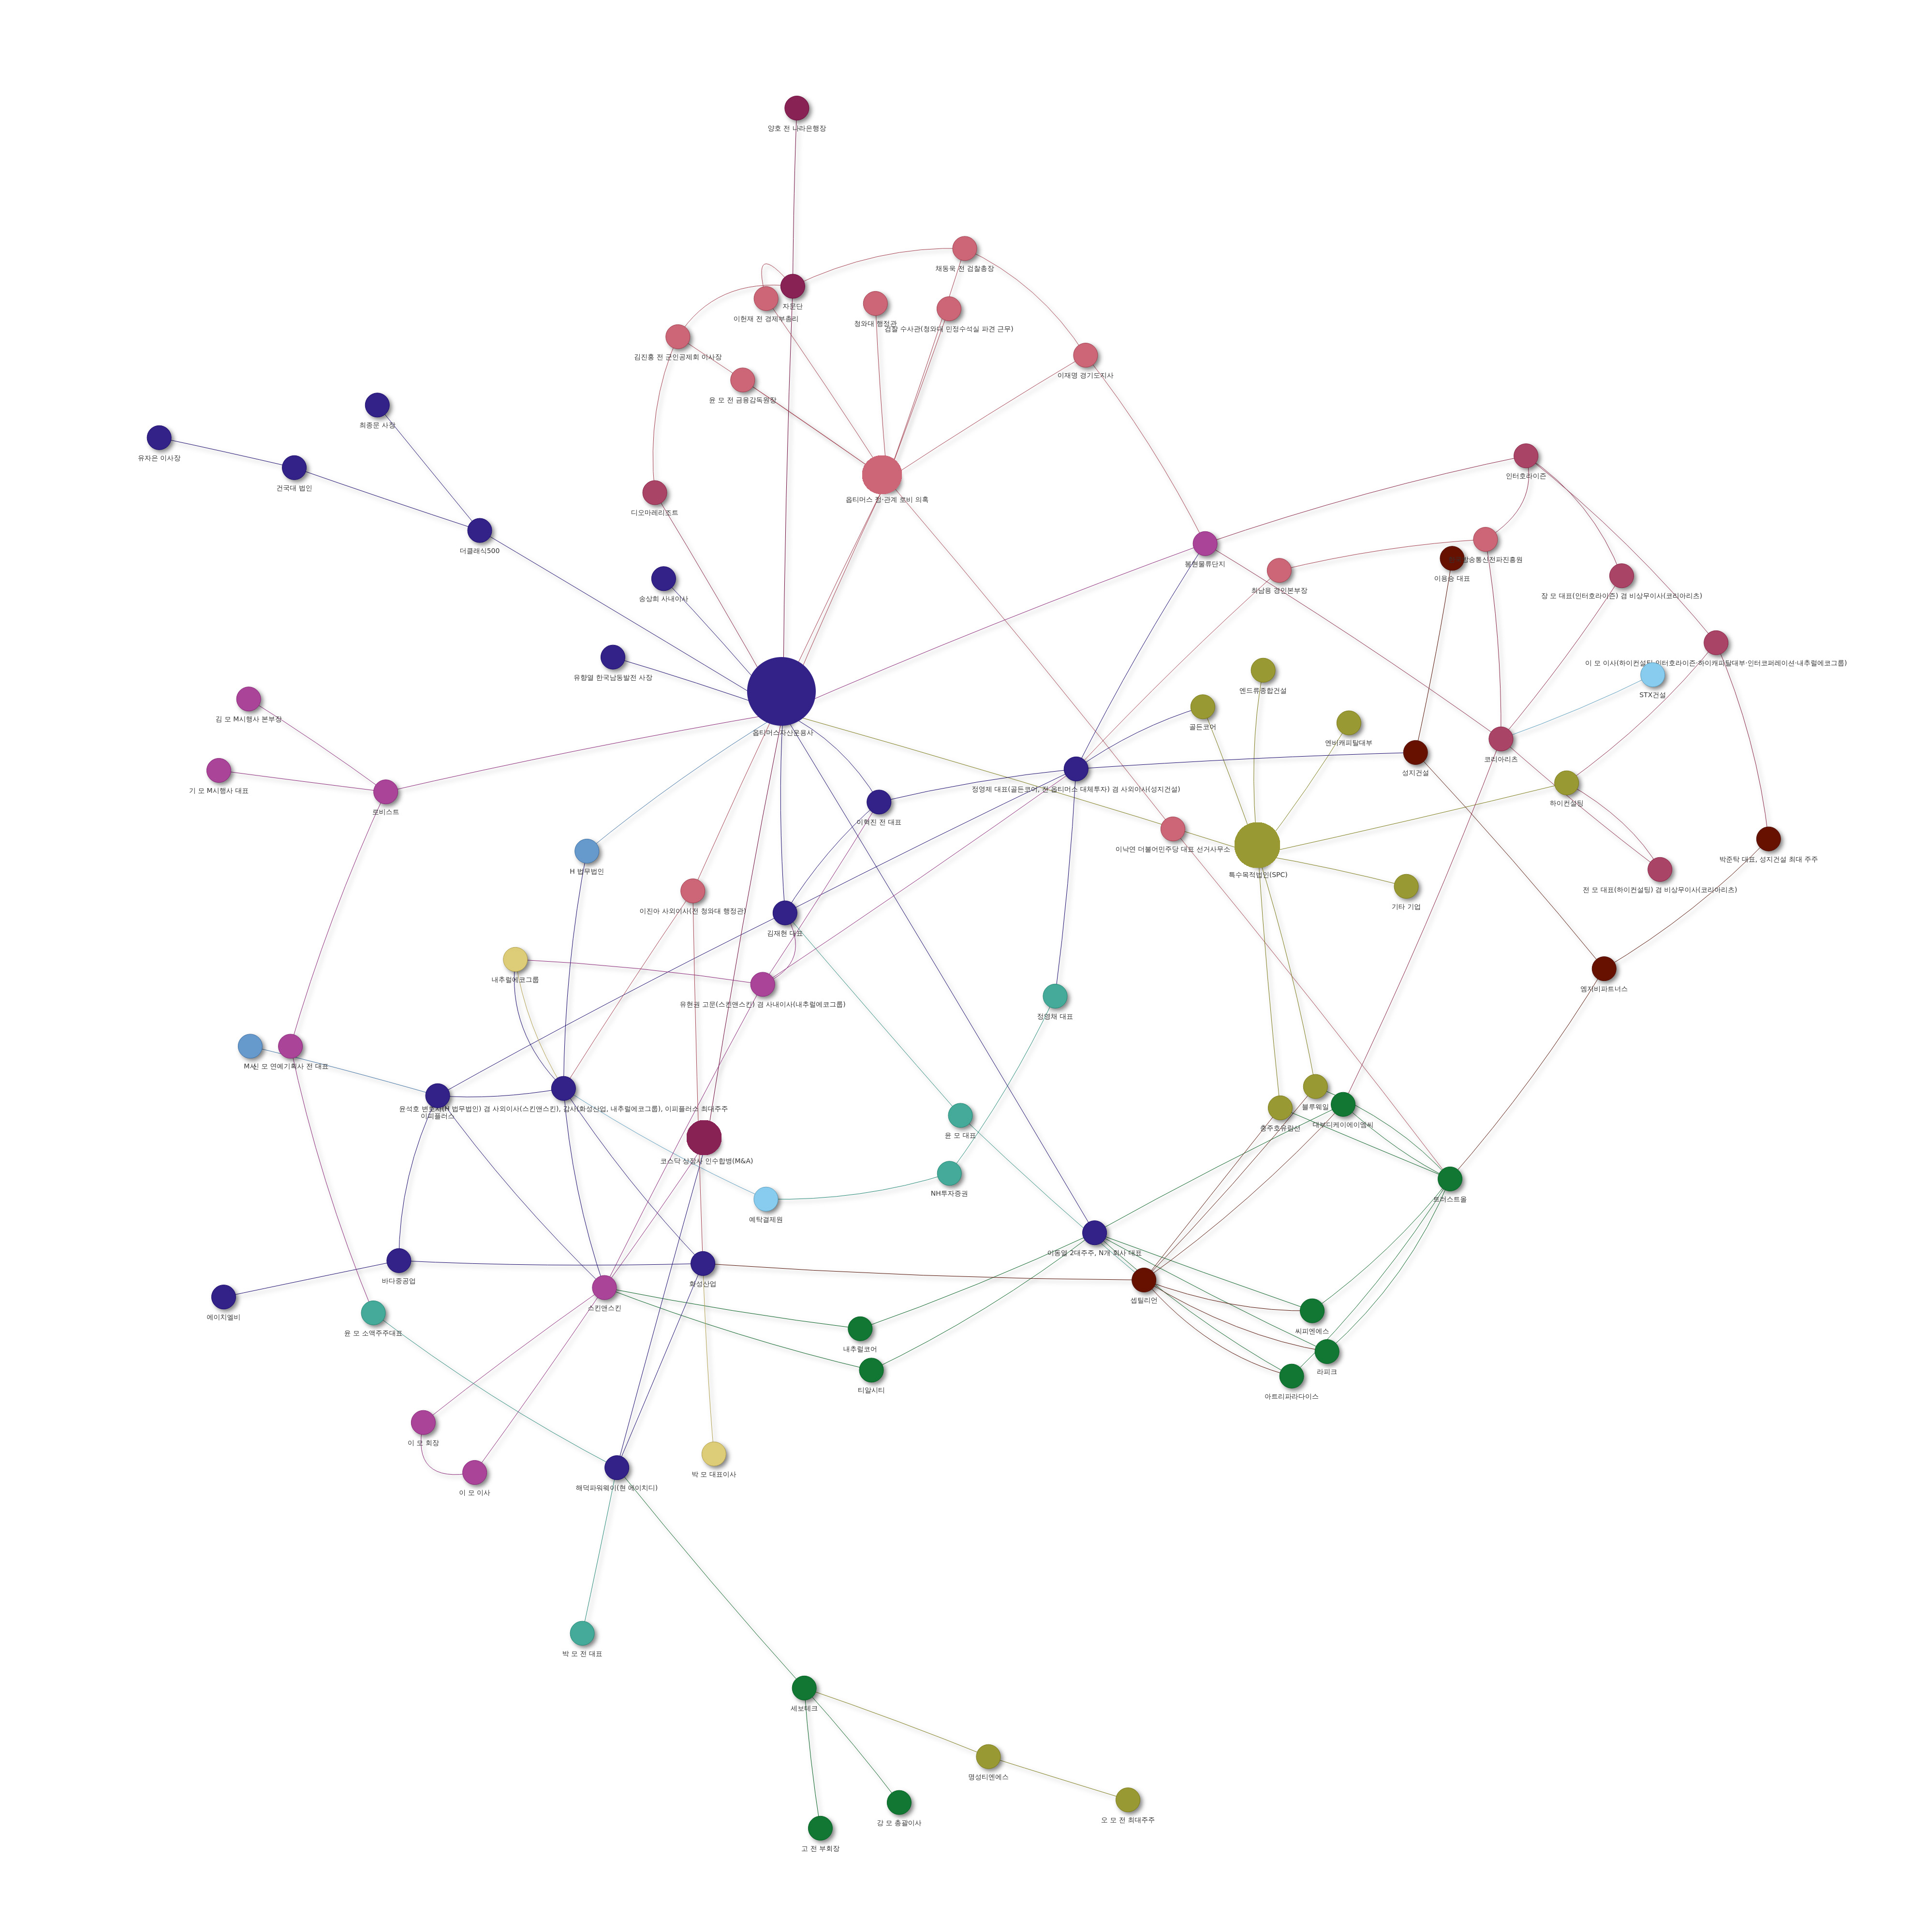 양호 전 나라은행장
채동욱 전 검찰총장
자문단
이헌재 전 경제부총리
청와대 행정관
검찰 수사관(청와대 민정수석실 파견 근무)
김진훈 전 군인공제회 이사장
이재명 경기도지사
윤 모 전 금융감독원장
최종문 사장
유자은 이사장
건국대 법인
인터호라이즌
옵티머스 정·관계 로비 의혹
디오마레리조트
더클래식500
방송통신전파진흥원
봉현물류단지
이용승 대표
최남용 경인본부장
장 모 대표(인터호라이즌) 겸 비상무이사(코리아리츠)
송상희 사내이사
이 모 이사(하이컨설팅·인터호라이즌·하이캐피탈대부·인터코퍼레이션·내추럴에코그룹)
유향열 한국남동발전 사장
엔드류종합건설
STX건설
김 모 M시행사 본부장
골든코어
옵티머스자산운용사
엔비캐피탈대부
코리아리츠
성지건설
기 모 M시행사 대표
정영제 대표(골든코어, 전 옵티머스 대체투자) 겸 사외이사(성지건설)
하이컨설팅
로비스트
이혁진 전 대표
이낙연 더불어민주당 대표 선거사무소
박준탁 대표, 성지건설 최대 주주
H 법무법인
특수목적법인(SPC)
전 모 대표(하이컨설팅) 겸 비상무이사(코리아리츠)
기타 기업
이진아 사외이사(전 청와대 행정관)
김재현 대표
내추럴에코그룹
엠지비파트너스
유현권 고문(스킨앤스킨) 겸 사내이사(내추럴에코그룹)
정영채 대표
신 모 연예기획사 전 대표
블루웨일
윤석호 변호사(H 법무법인) 겸 사외이사(스킨앤스킨), 감사(화성산업, 내추럴에코그룹), 이피플러스 최대주주
이피플러스
충주호유람선
대부디케이에이엠씨
윤 모 대표
코스닥 상장사 인수합병(M&A)
NH투자증권
트러스트올
예탁결제원
이동열 2대주주, N개 회사 대표
바다중공업
화성산업
셉틸리언
스킨앤스킨
에이치엘비
윤 모 소액주주대표
씨피엔에스
내추럴코어
라피크
티알시티
아트리파라다이스
이 모 회장
박 모 대표이사
해덕파워웨이(현 에이치디)
이 모 이사
박 모 전 대표
세보테크
명성티엔에스
오 모 전 최대주주
강 모 총괄이사
고 전 부회장